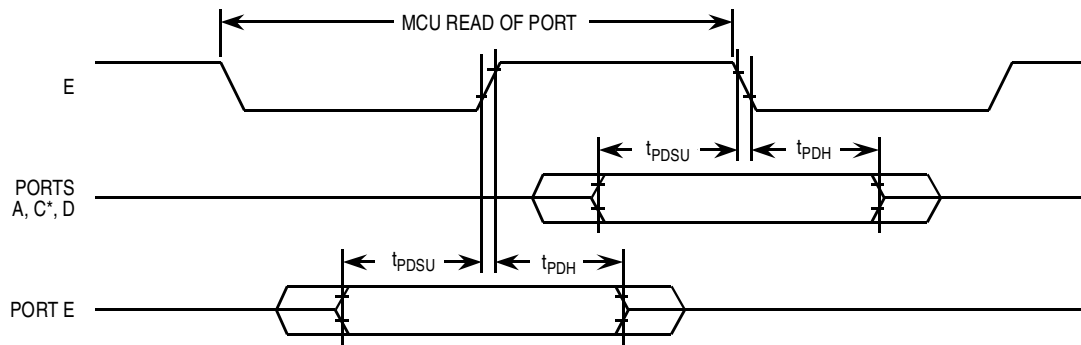 MCU READ OF PORT
E
tPDSU tPDH
PORTS
A, C*, D
tPDSU tPDH
PORT E